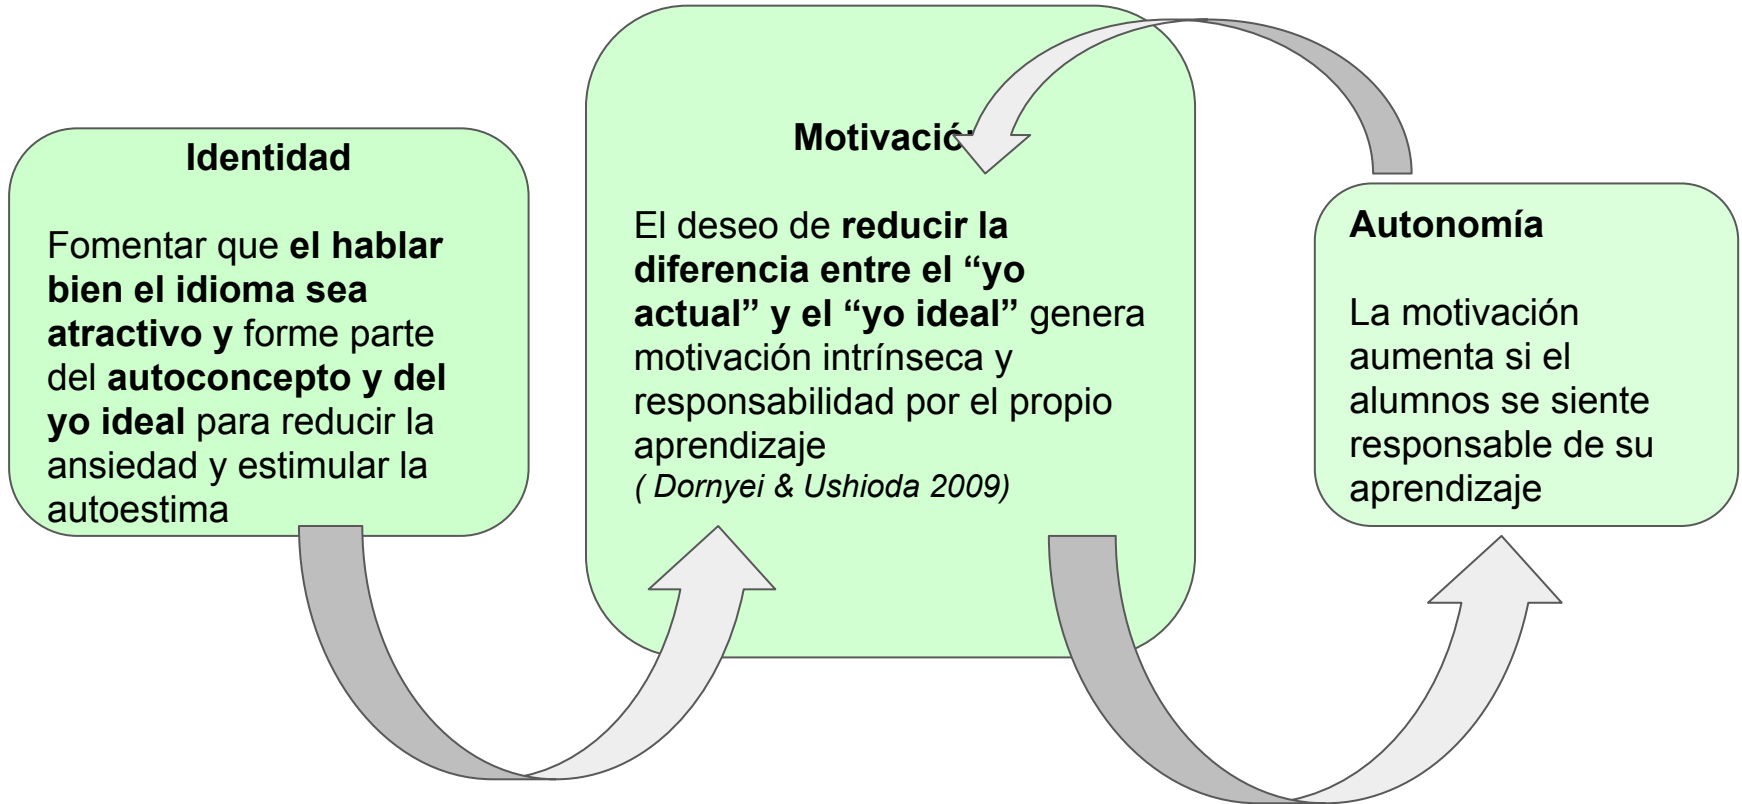 Identidad
Fomentar que el hablar
bien el idioma sea
atractivo y forme parte
del autoconcepto y del
yo ideal para reducir la
ansiedad y estimular la
autoestima
Motivació
El deseo de reducir la
diferencia entre el “yo
actual” y el “yo ideal” genera
motivación intrínseca y
responsabilidad por el propio
aprendizaje
( Dornyei & Ushioda 2009)
Autonomía
La motivación
aumenta si el
alumnos se siente
responsable de su
aprendizaje